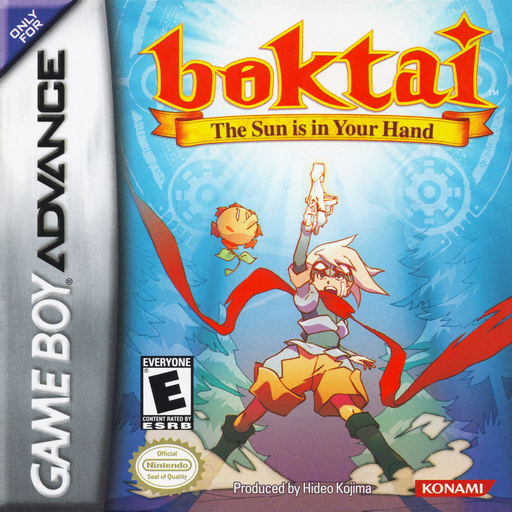 ONLY
FOR
GAME BOY ADVANCE
boktai
TM
The Sun is in Your Hand
EVERYONE
E
CONTENT RATED BY
ESRB
Official
Nintendo
Seal of Quality
Produced by Hideo Kojima
KONAMI